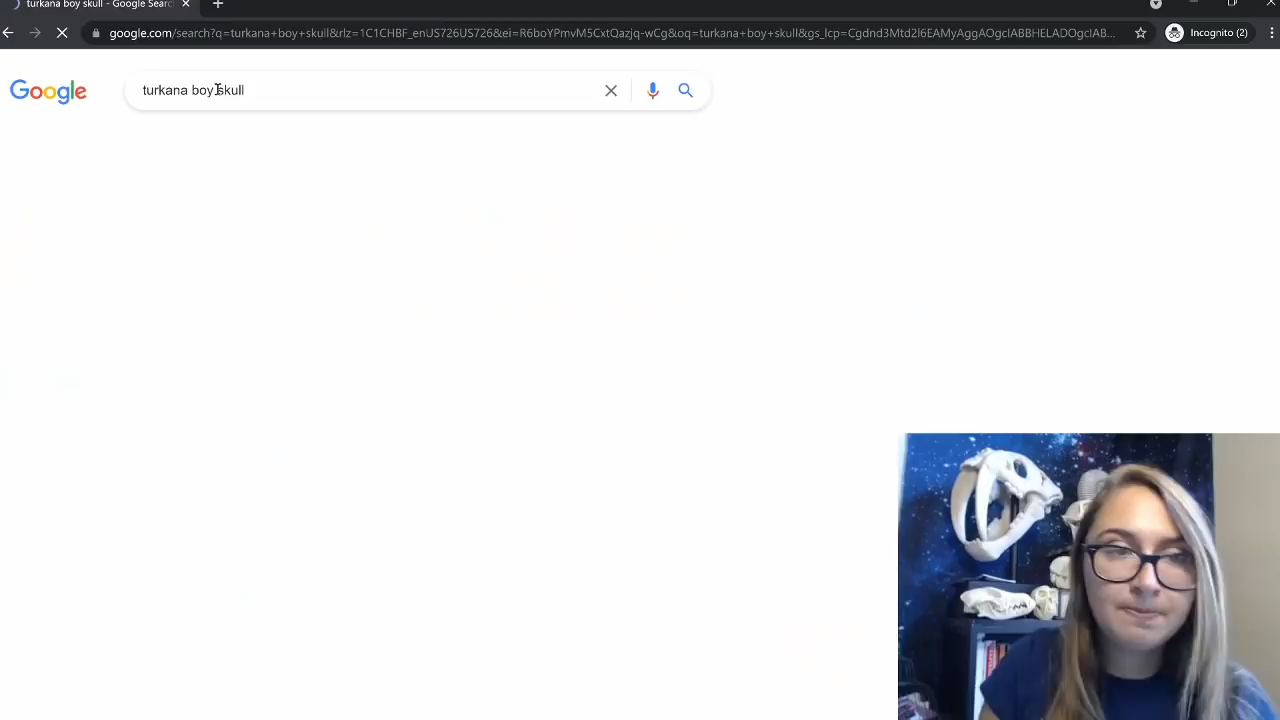 turkana boy skull - Google Searc
google.com/search?q=turkana+boy+skull&rlz=1C1CHBF_enUS726US726&ei=R6boYPmvM5CxtQazjq-wCg&oq=turkana+boy+skull&gs_lcp=Cgdnd3Mtd2l6EAMyAggAOgcIABBHELADOgcIAB...
Incognito (2)
Google
turkana boy skull